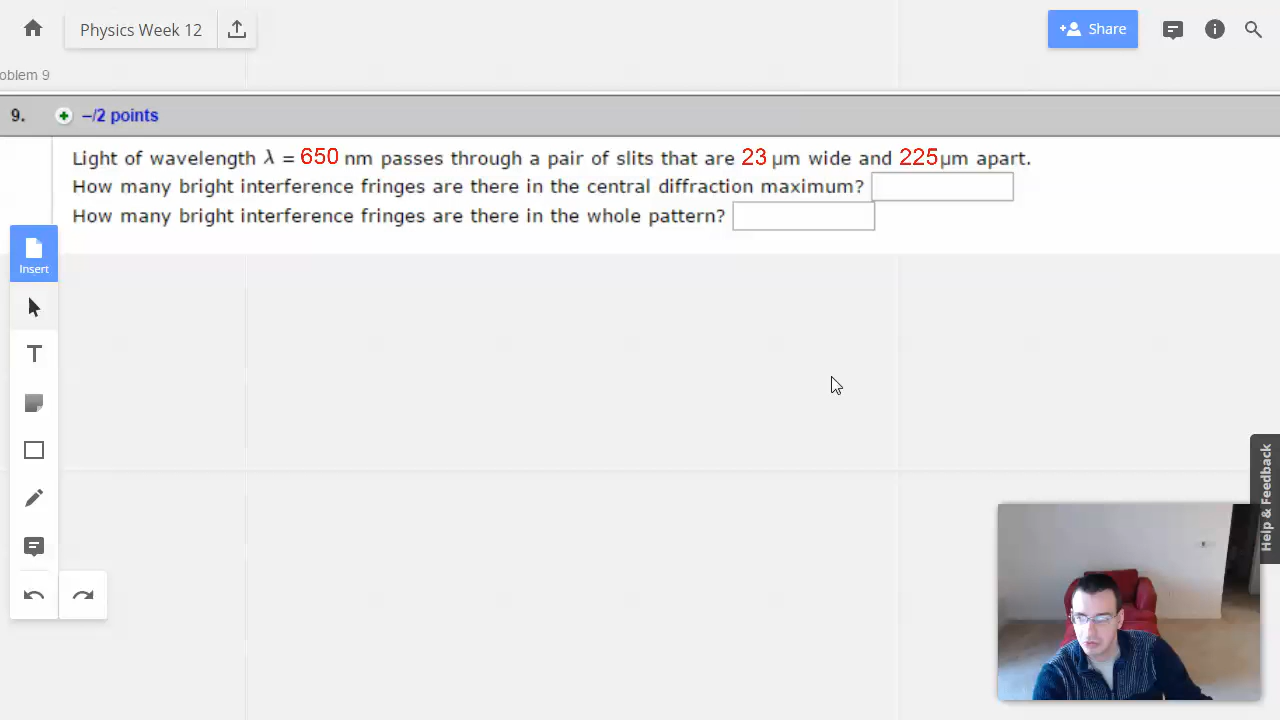 Physics Week 12
Share
oblem 9
9. –/2 points
Light of wavelength λ = 650 nm passes through a pair of slits that are 23 μm wide and 225μm apart.
How many bright interference fringes are there in the central diffraction maximum?
How many bright interference fringes are there in the whole pattern?
Insert
T
Help & Feedback